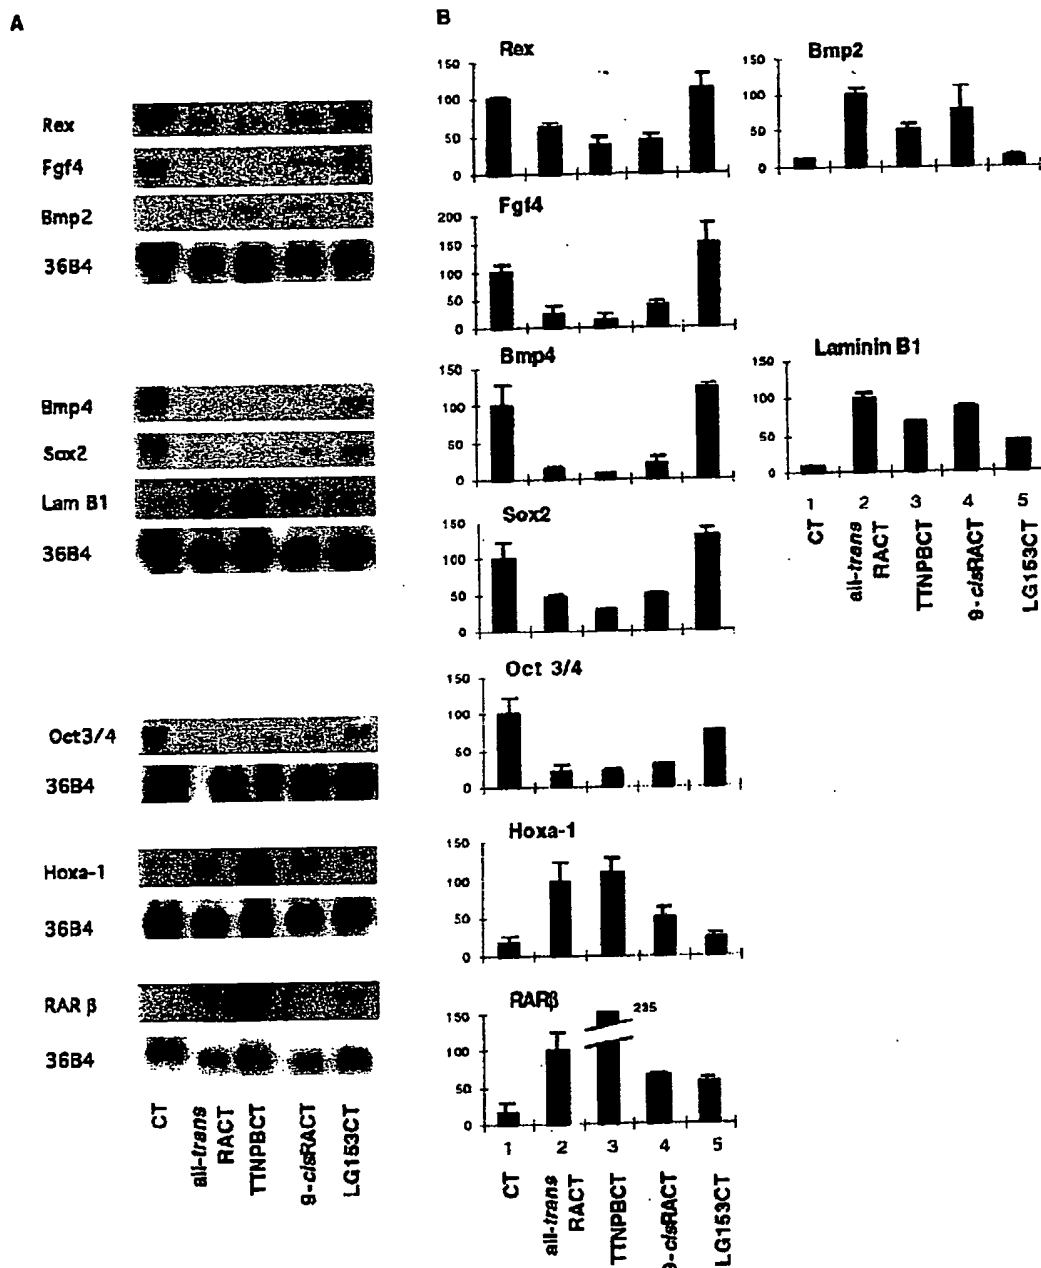 A
Rex
Fgf4
Bmp2
36B4
Bmp4
Sox2
Lam B1
36B4
Oct3/4
36B4
Hoxa-1
36B4
RAR β
36B4
CT
all-trans
RACT
TTNPBCT
9-cisRACT
LG153CT
B
Rex
150
100
50
0
Bmp2
150
100
50
0
Fgf4
200
150
100
50
0
Bmp4
150
100
50
0
Laminin B1
150
100
50
0
1 2 3 4 5
CT
all-trans
RACT
TTNPBCT
9-cisRACT
LG153CT
Sox2
150
100
50
0
Oct 3/4
150
100
50
0
Hoxa-1
150
100
50
0
RARβ
235
150
100
50
0
1 2 3 4 5
CT
all-trans
RACT
TTNPBCT
9-cisRACT
LG153CT